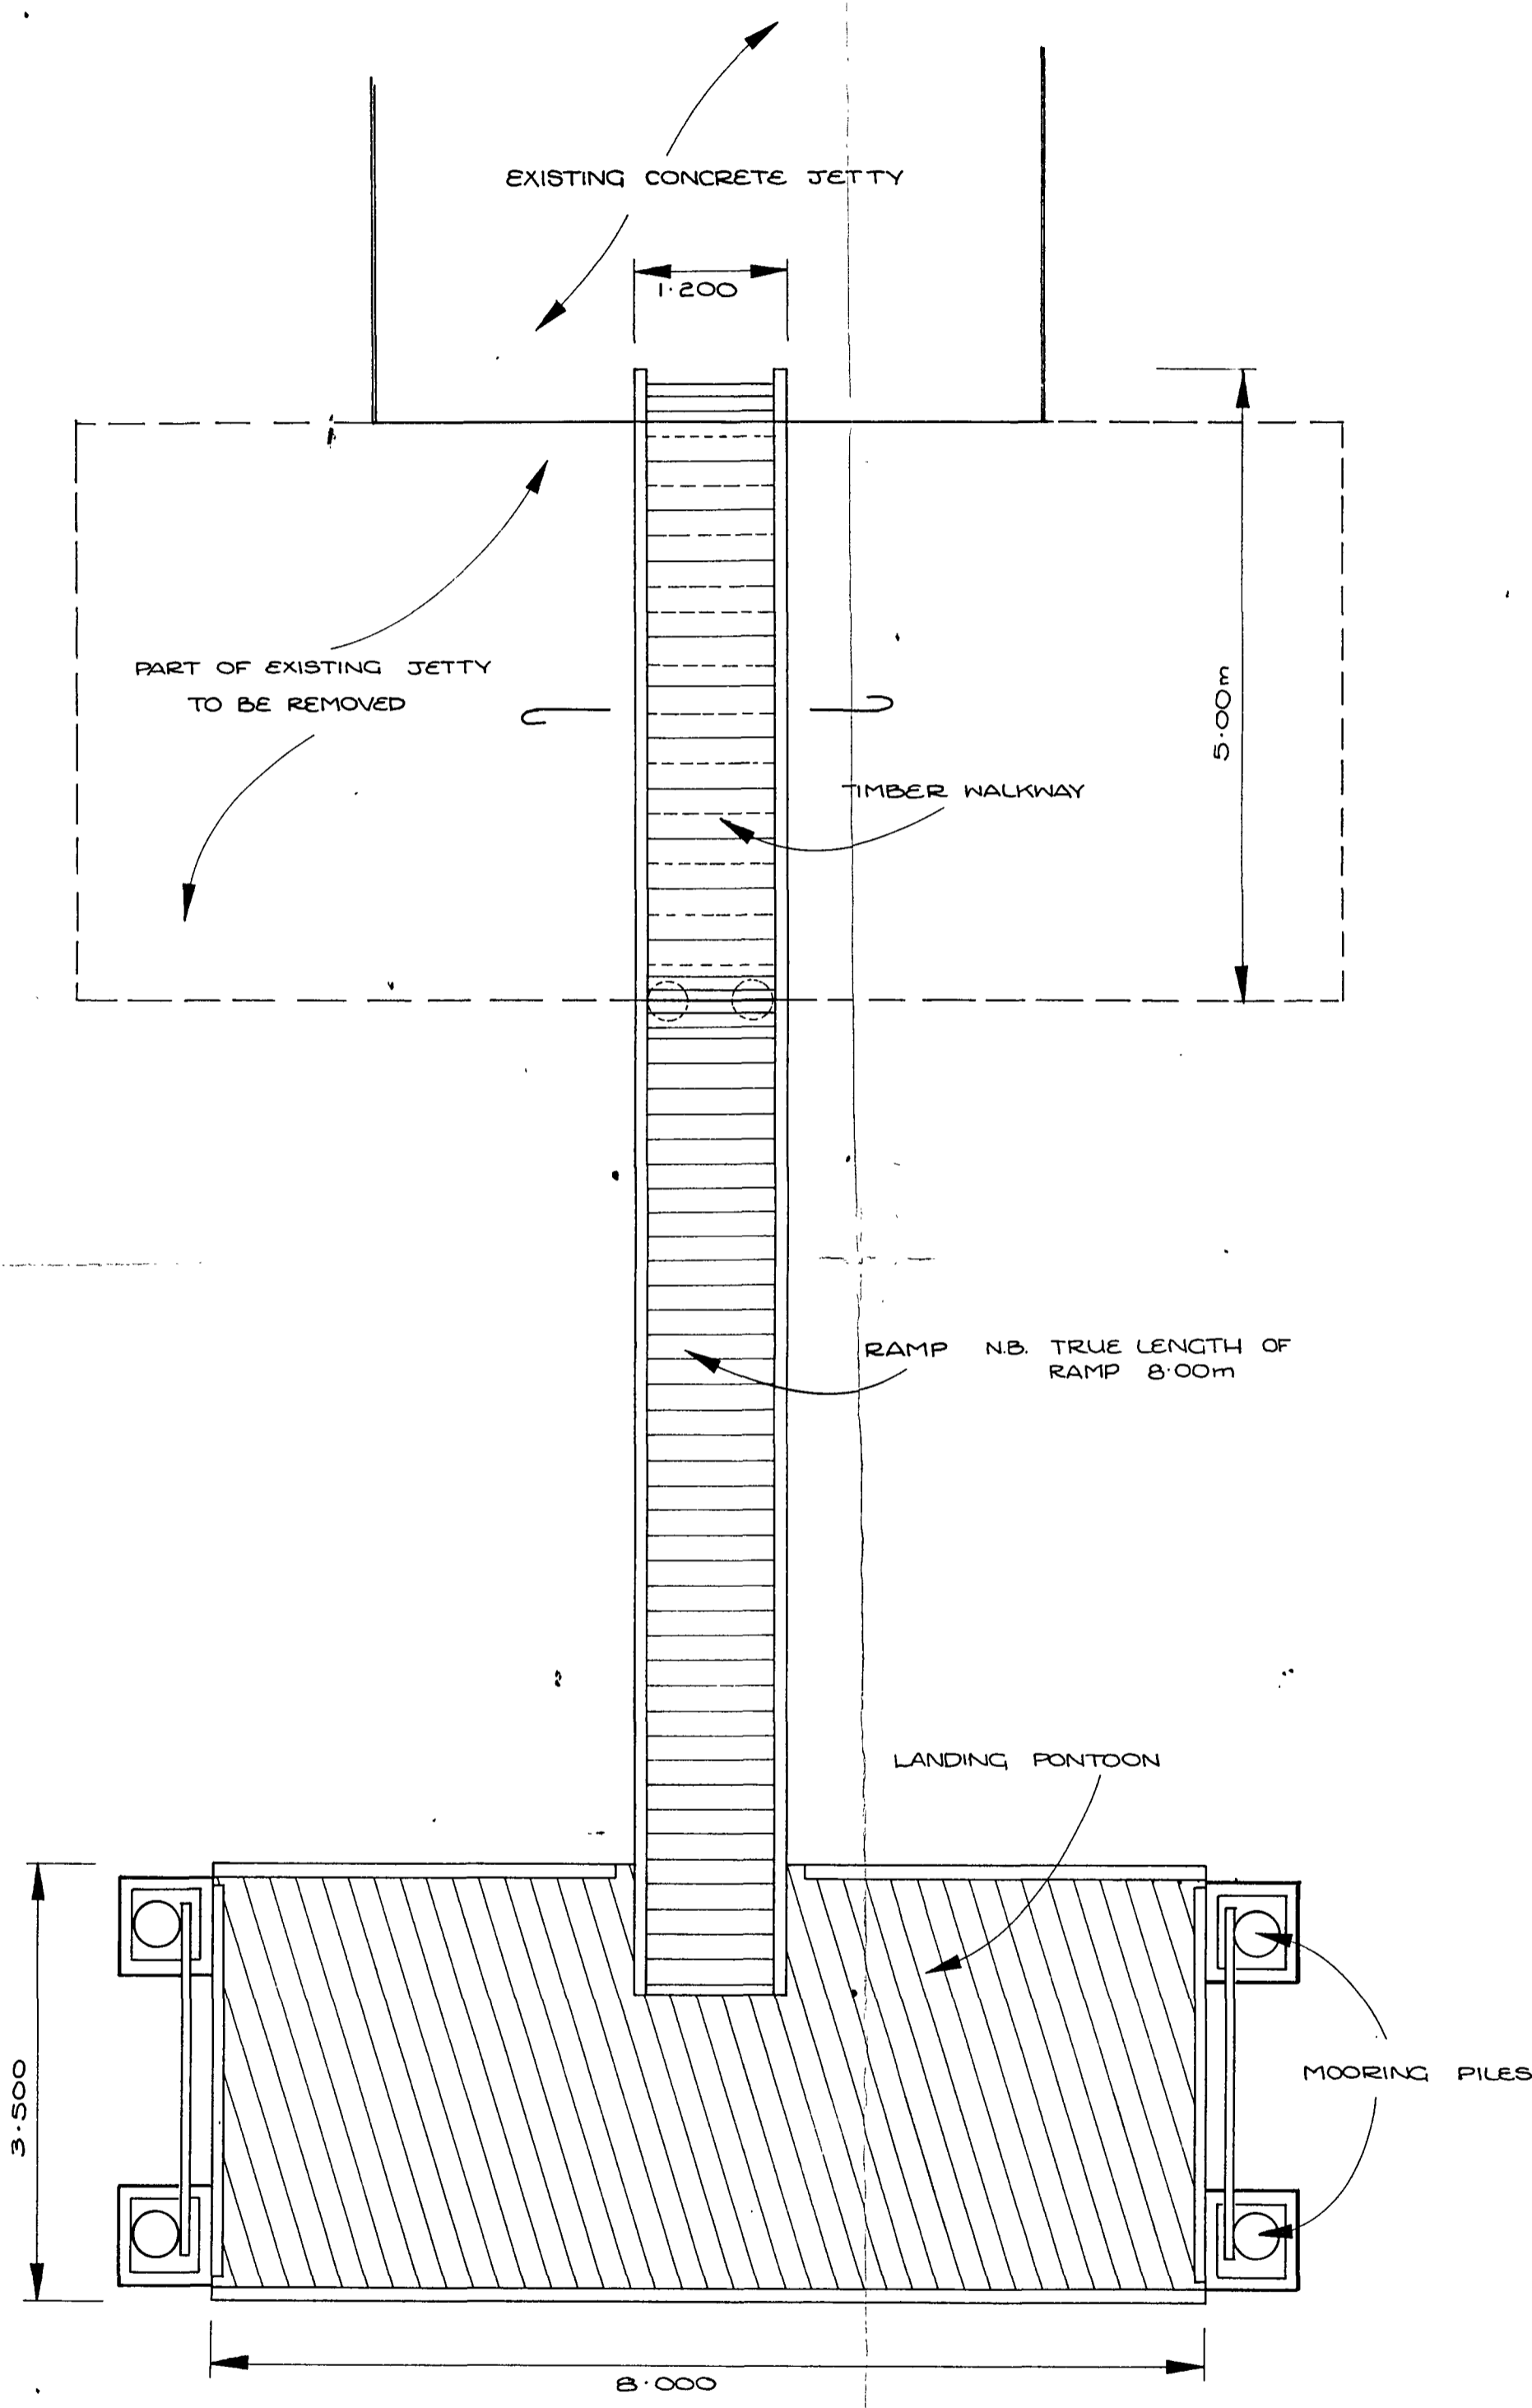 EXISTING CONCRETE JETTY
1·200
PART OF EXISTING JETTY
TO BE REMOVED
5·00m
TIMBER WALKWAY
RAMP N.B. TRUE LENGTH OF
RAMP 8·00m
LANDING PONTOON
3·500
MOORING PILES
8·000